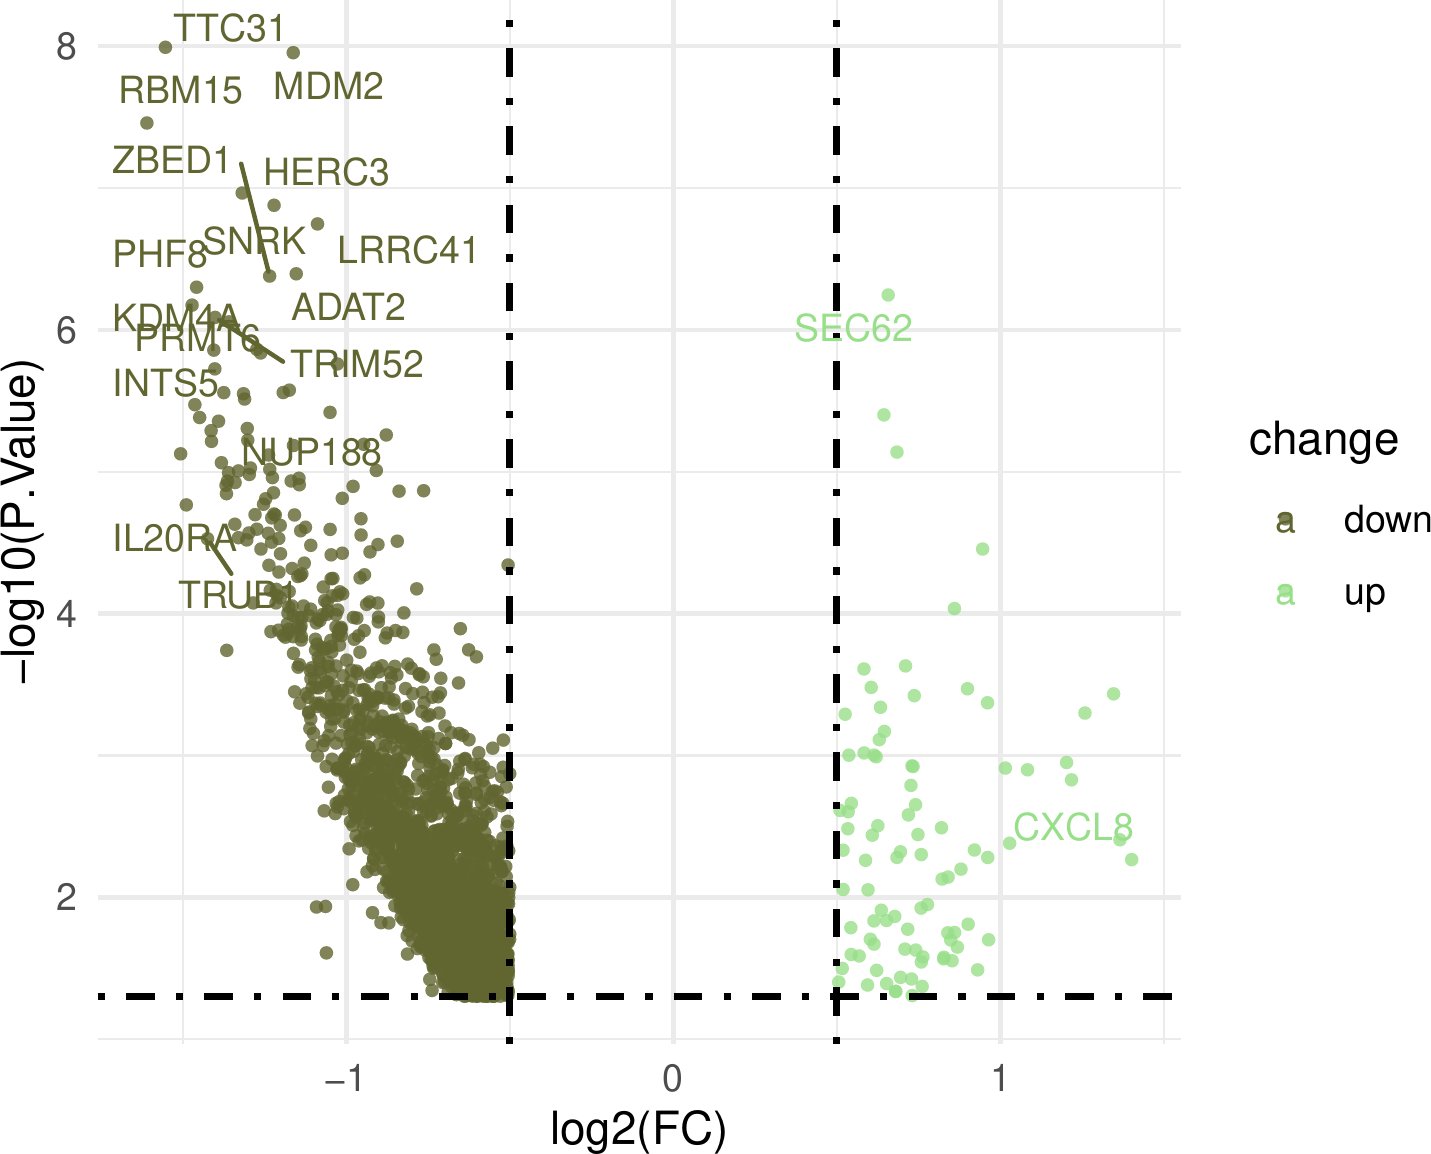 8
TTC31
RBM15
MDM2
ZBED1
HERC3
SNRK
PHF8
LRRC41
ADAT2
KDM4A
PRMT6
6
SEC62
TRIM52
INTS5
NUP188
IL20RA
TRUB1
4
CXCL8
2
−log10(P.Value)
−1
0
1
log2(FC)
change
a down
a up